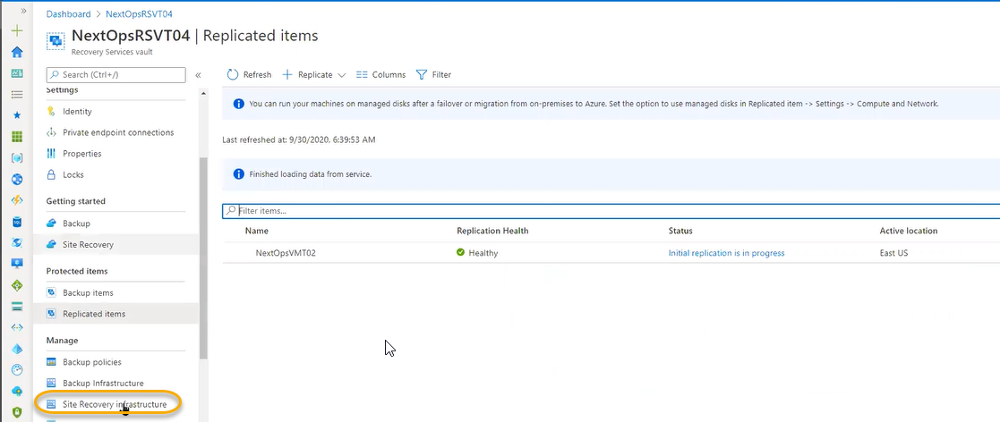 Dashboard > NextOpsRSVT04
NextOpsRSVT04 | Replicated items
Recovery Services vault
Search (Ctrl+/)
«
Refresh
Replicate
Columns
Filter
Settings
Identity
Private endpoint connections
Properties
Locks
Getting started
Backup
Site Recovery
Protected items
Backup items
Replicated items
Manage
Backup policies
Backup Infrastructure
Site Recovery infrastructure
You can run your machines on managed disks after a failover or migration from on-premises to Azure. Set the option to use managed disks in Replicated item -> Settings -> Compute and Network.
Last refreshed at: 9/30/2020, 6:39:53 AM
Finished loading data from service.
Filter items...
Name Replication Health Status Active location
NextOpsVMT02 Healthy Initial replication is in progress East US